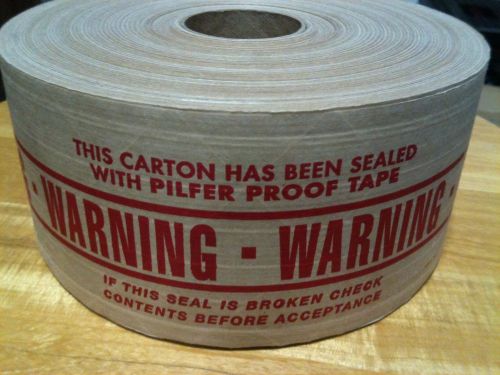 THIS CARTON HAS BEEN SEALED
WITH PILFER PROOF TAPE
WARNING · WARNING ·
IF THIS SEAL IS BROKEN CHECK
CONTENTS BEFORE ACCEPTANCE